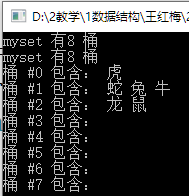 D:\2教学\1数据结构\王红梅\2
myset 有8 桶
myset 有8 桶
桶 #0 包含： 虎
桶 #1 包含： 蛇 兔 牛
桶 #2 包含： 龙 鼠
桶 #3 包含：
桶 #4 包含：
桶 #5 包含：
桶 #6 包含：
桶 #7 包含：